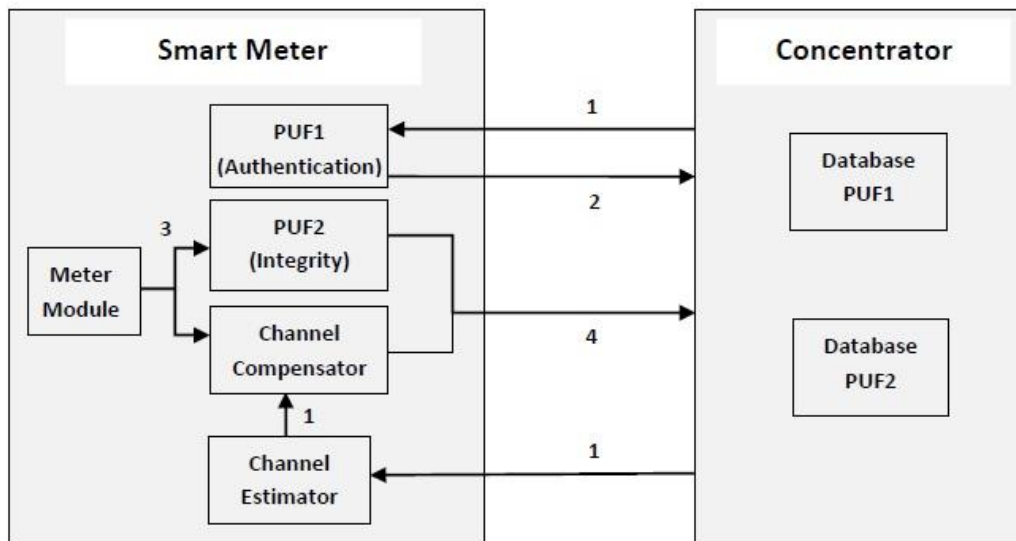 Smart Meter
Concentrator
PUF1
(Authentication)
1
2
Database
PUF1
PUF2
(Integrity)
3
Meter
Module
Channel
Compensator
4
Database
PUF2
1
Channel
Estimator
1